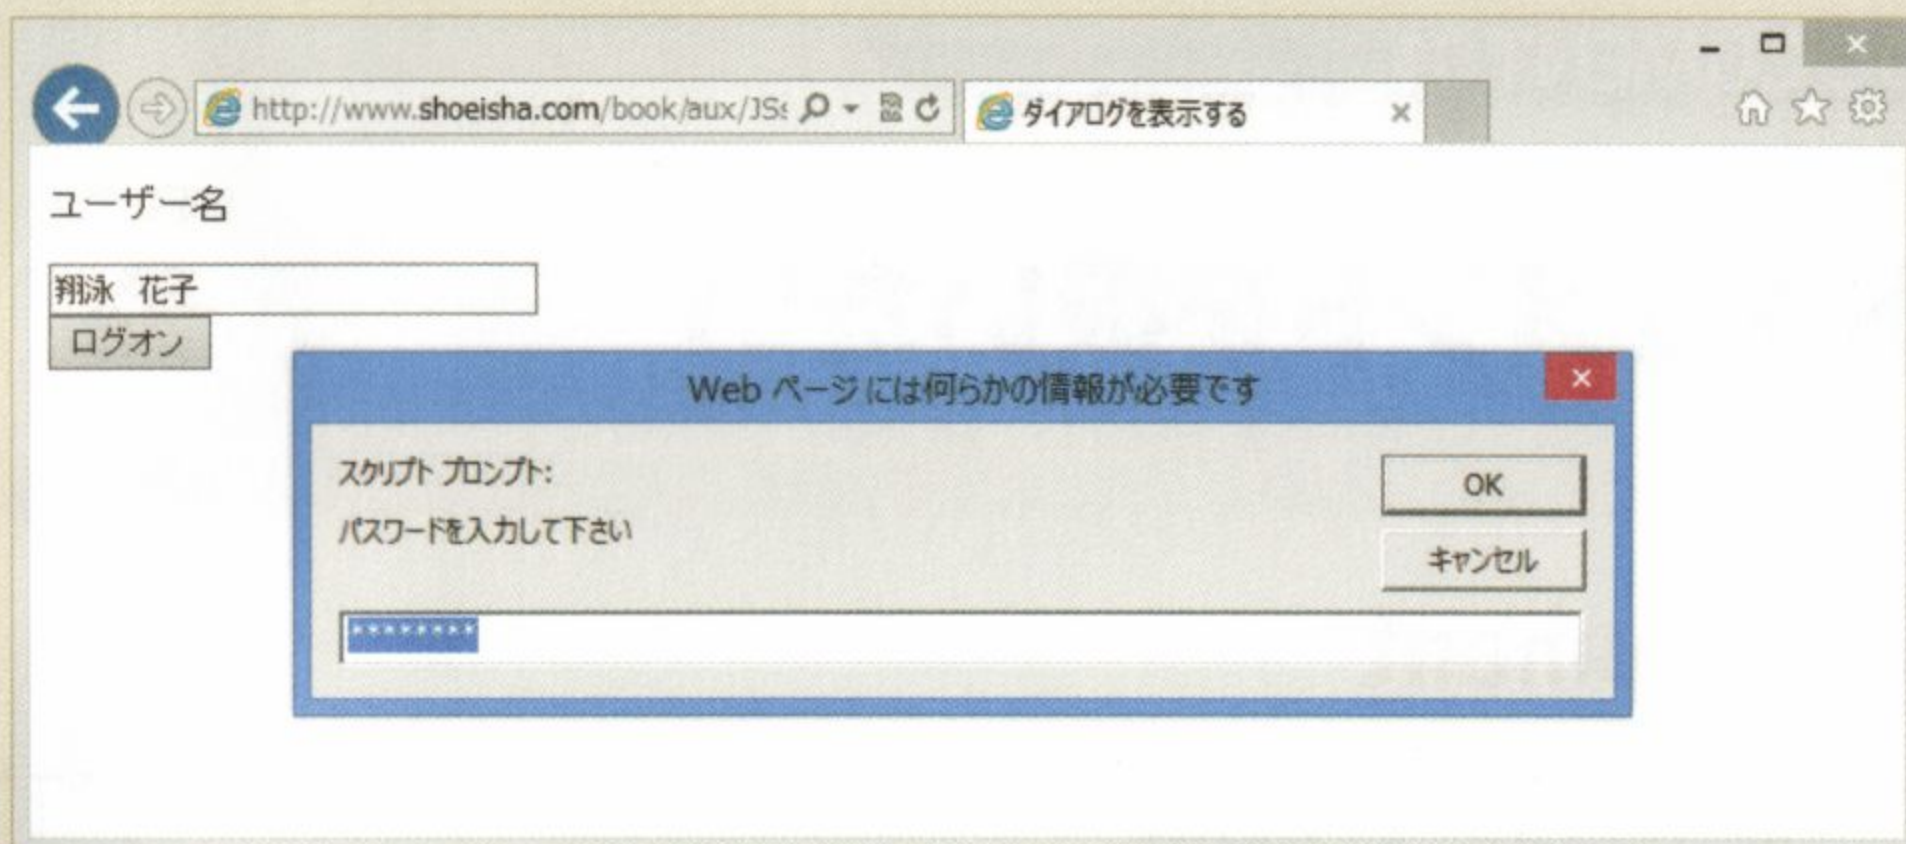 http://www.shoeisha.com/book/aux/JSs
ダイアログを表示する
ユーザー名
翔泳 花子
ログオン
Web ページには何らかの情報が必要です
スクリプト プロンプト:
パスワードを入力して下さい
OK
キャンセル
********